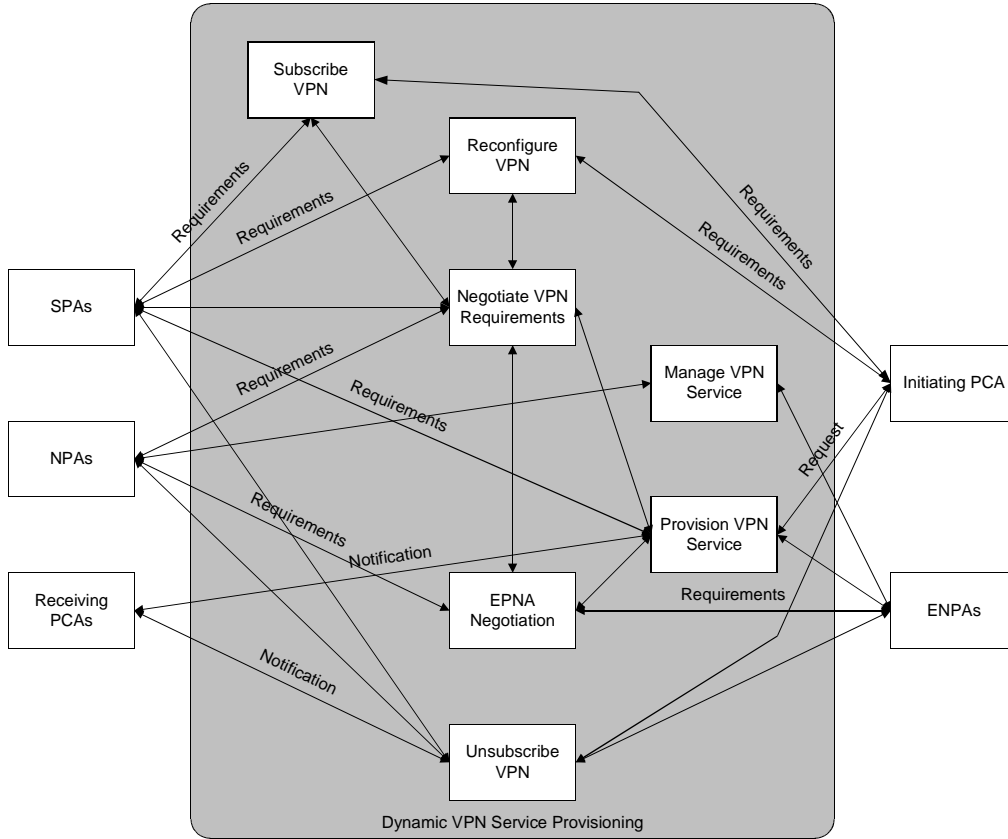 Subscribe
VPN
Reconfigure
VPN
Requirements
Requirements
Requirements
Requirements
SPAs
Negotiate VPN
Requirements
Requirements
Manage VPN
Service
Initiating PCA
Requirements
NPAs
Request
Requirements
Provision VPN
Service
Notification
Receiving
PCAs
EPNA
Negotiation
Requirements
ENPAs
Notification
Unsubscribe
VPN
Dynamic VPN Service Provisioning